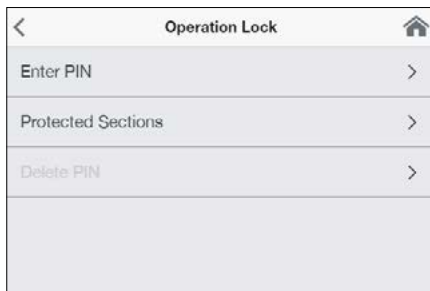 Operation Lock
Enter PIN
Protected Sections
Delete PIN